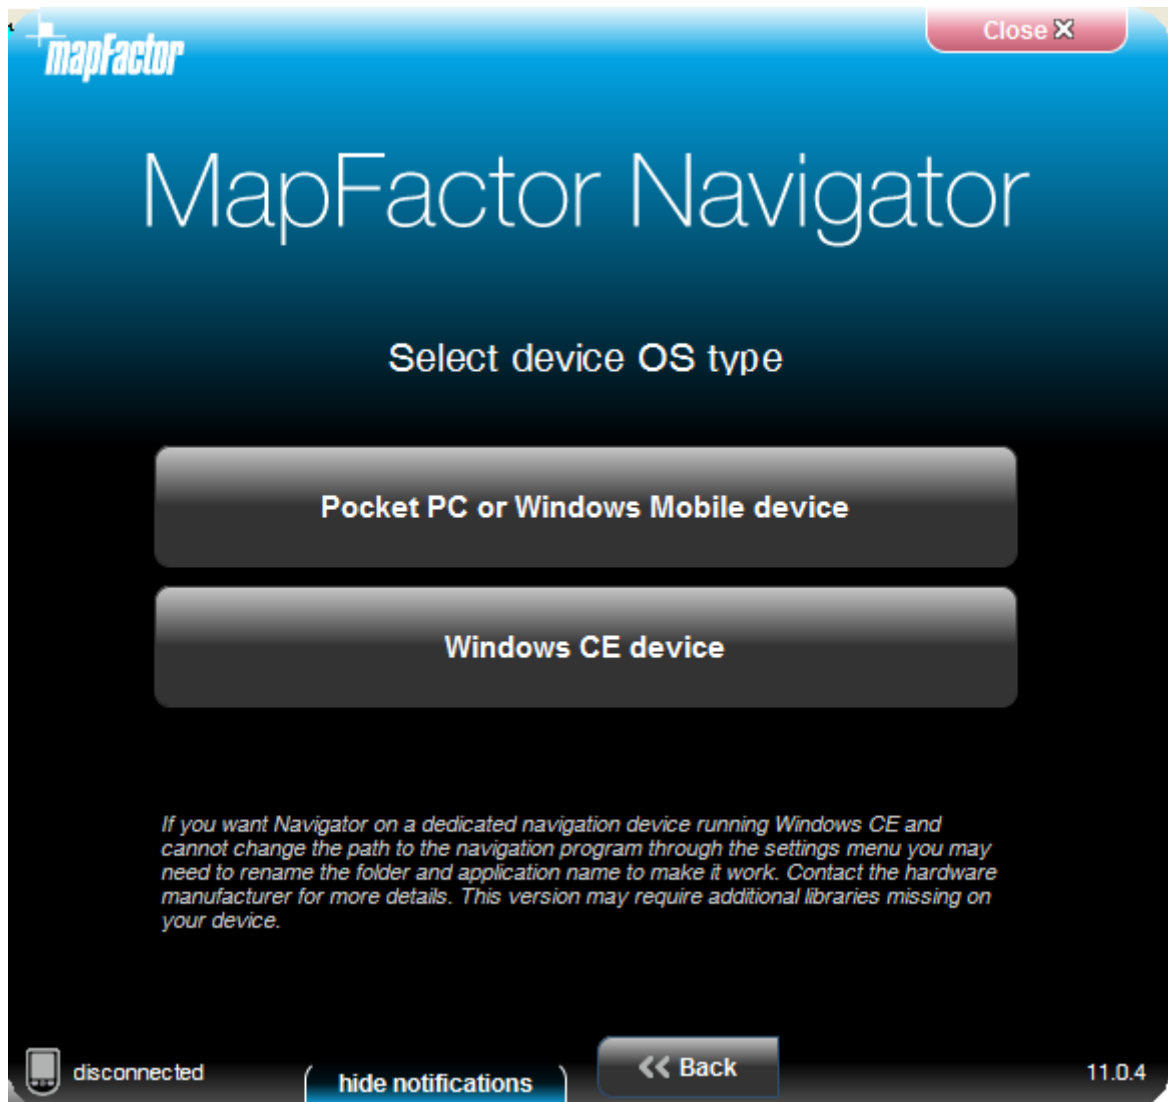 mapFactor
Close
MapFactor Navigator
Select device OS type
Pocket PC or Windows Mobile device
Windows CE device
If you want Navigator on a dedicated navigation device running Windows CE and
cannot change the path to the navigation program through the settings menu you may
need to rename the folder and application name to make it work. Contact the hardware
manufacturer for more details. This version may require additional libraries missing on
your device.
disconnected
hide notifications
Back
11.0.4